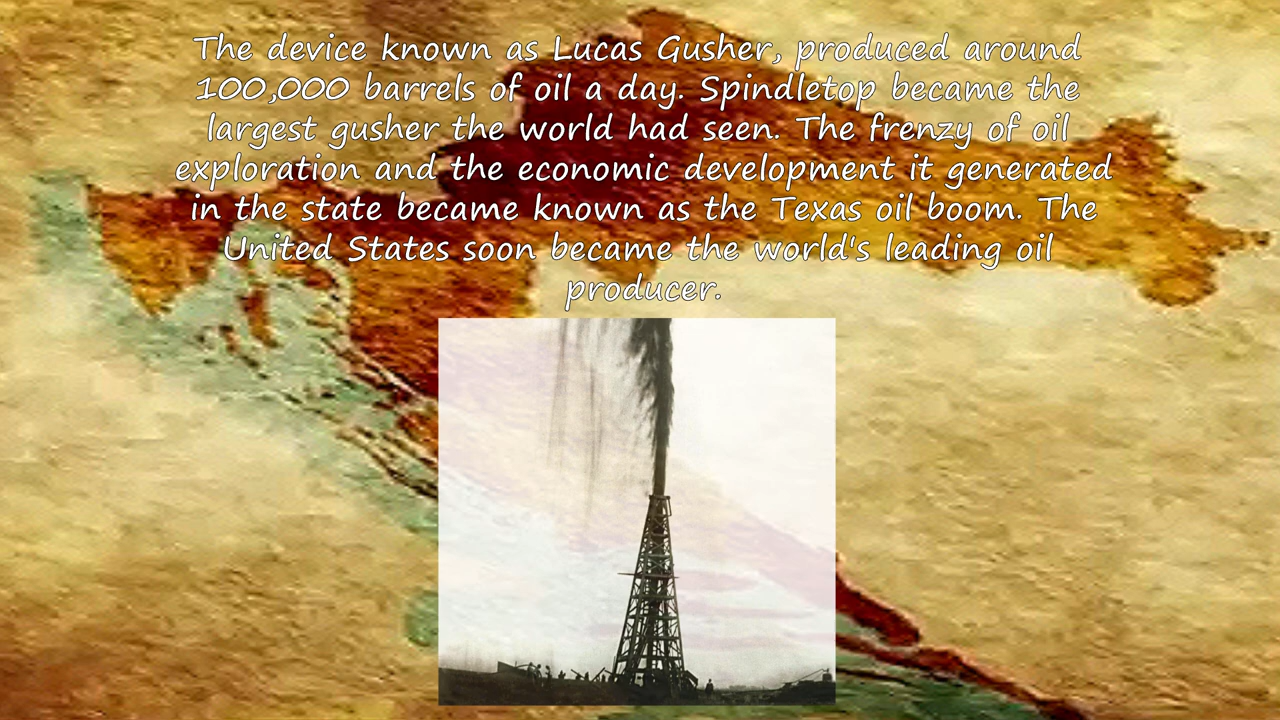 The device known as Lucas Gusher, produced around
100,000 barrels of oil a day. Spindletop became the
largest gusher the world had seen. The frenzy of oil
exploration and the economic development it generated
in the state became known as the Texas oil boom. The
United States soon became the world's leading oil
producer.